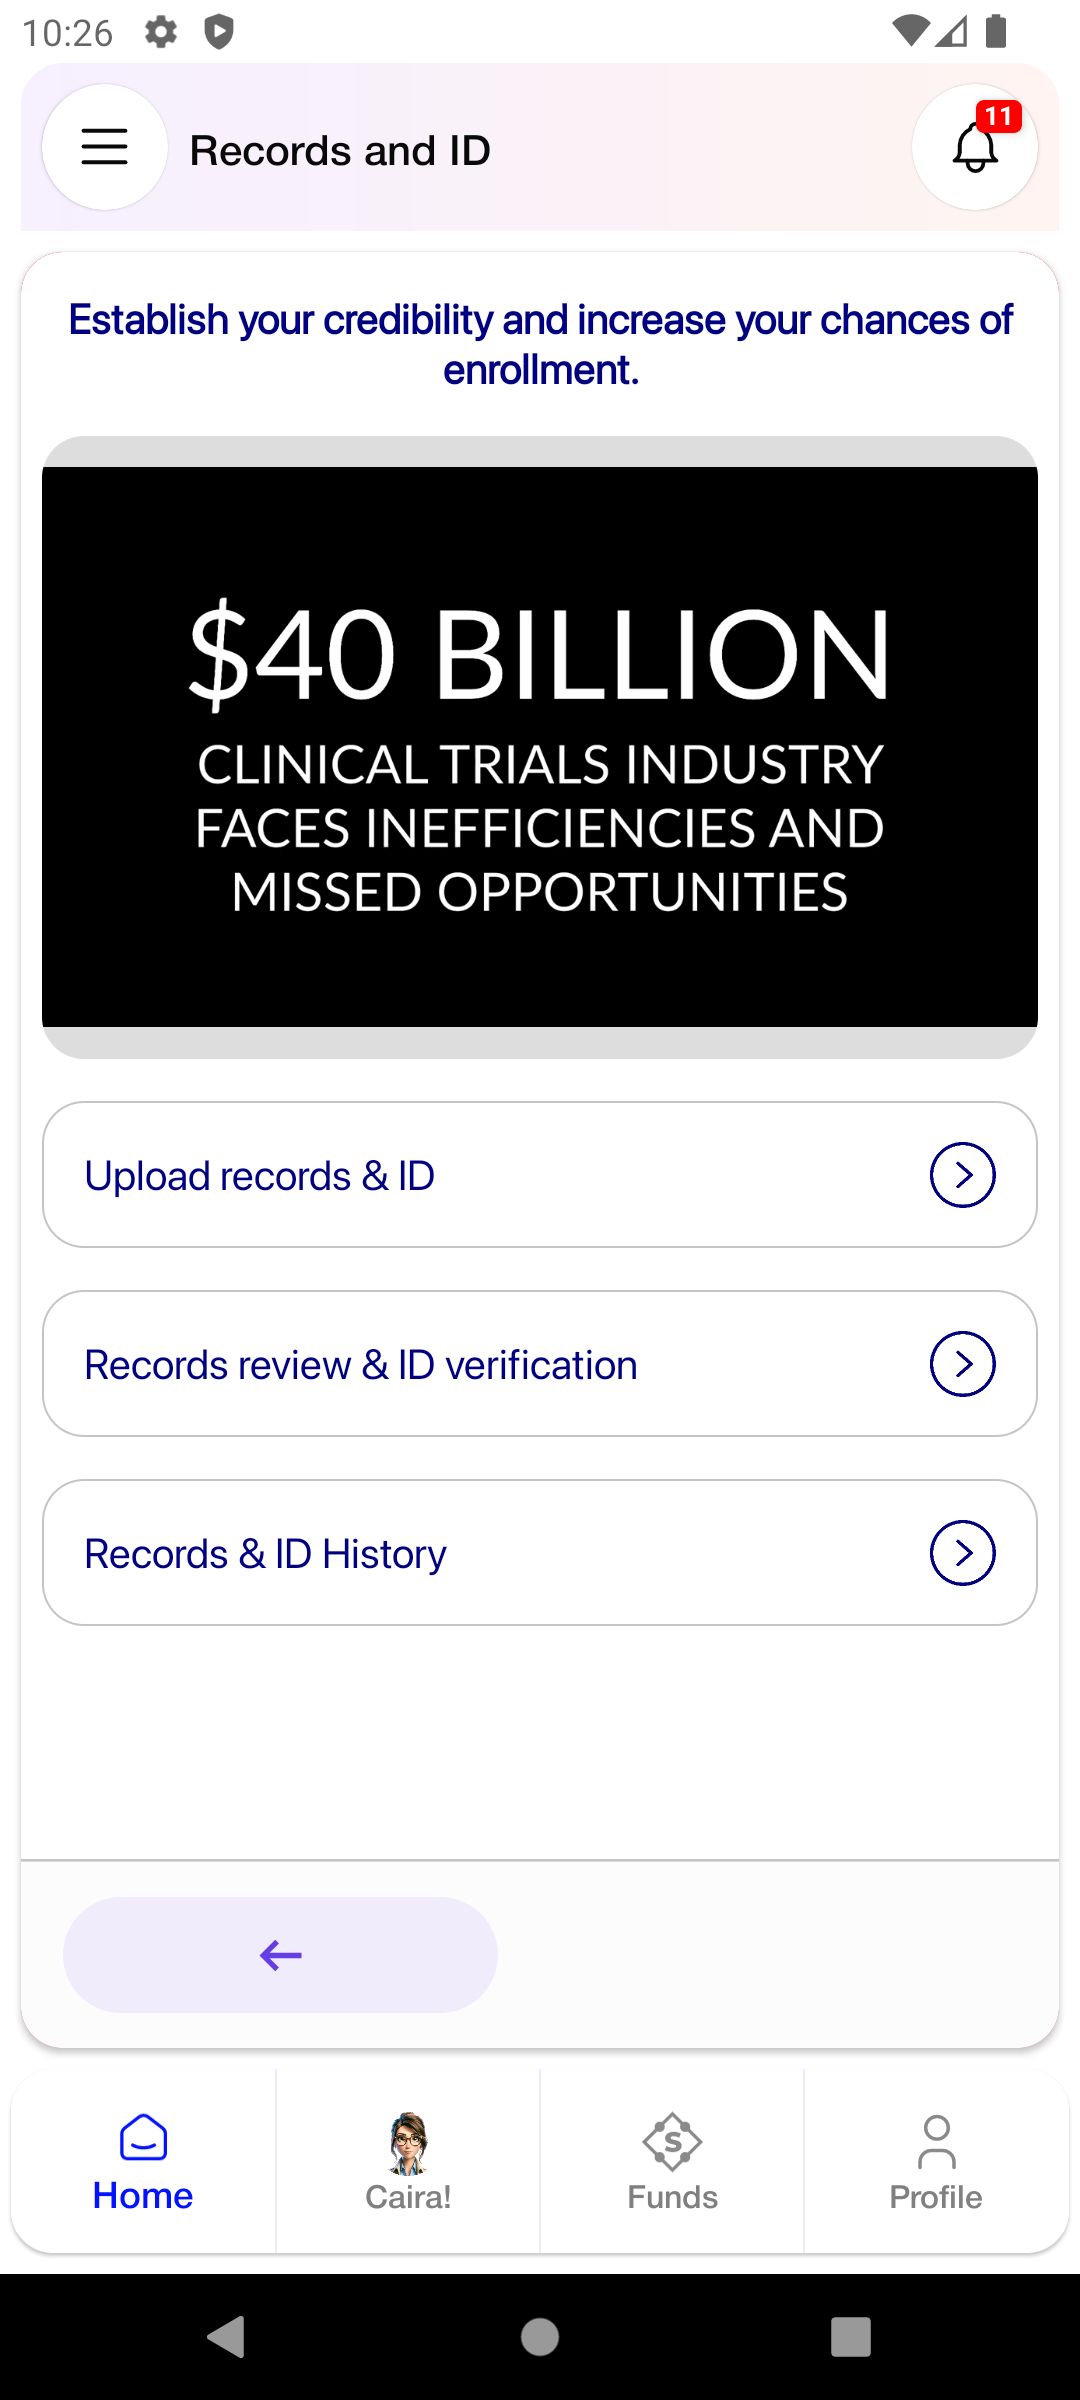 10:26
Records and ID
11
Establish your credibility and increase your chances of
enrollment.
$40 BILLION
CLINICAL TRIALS INDUSTRY
FACES INEFFICIENCIES AND
MISSED OPPORTUNITIES
Upload records & ID
Records review & ID verification
Records & ID History
Home
Caira!
Funds
Profile